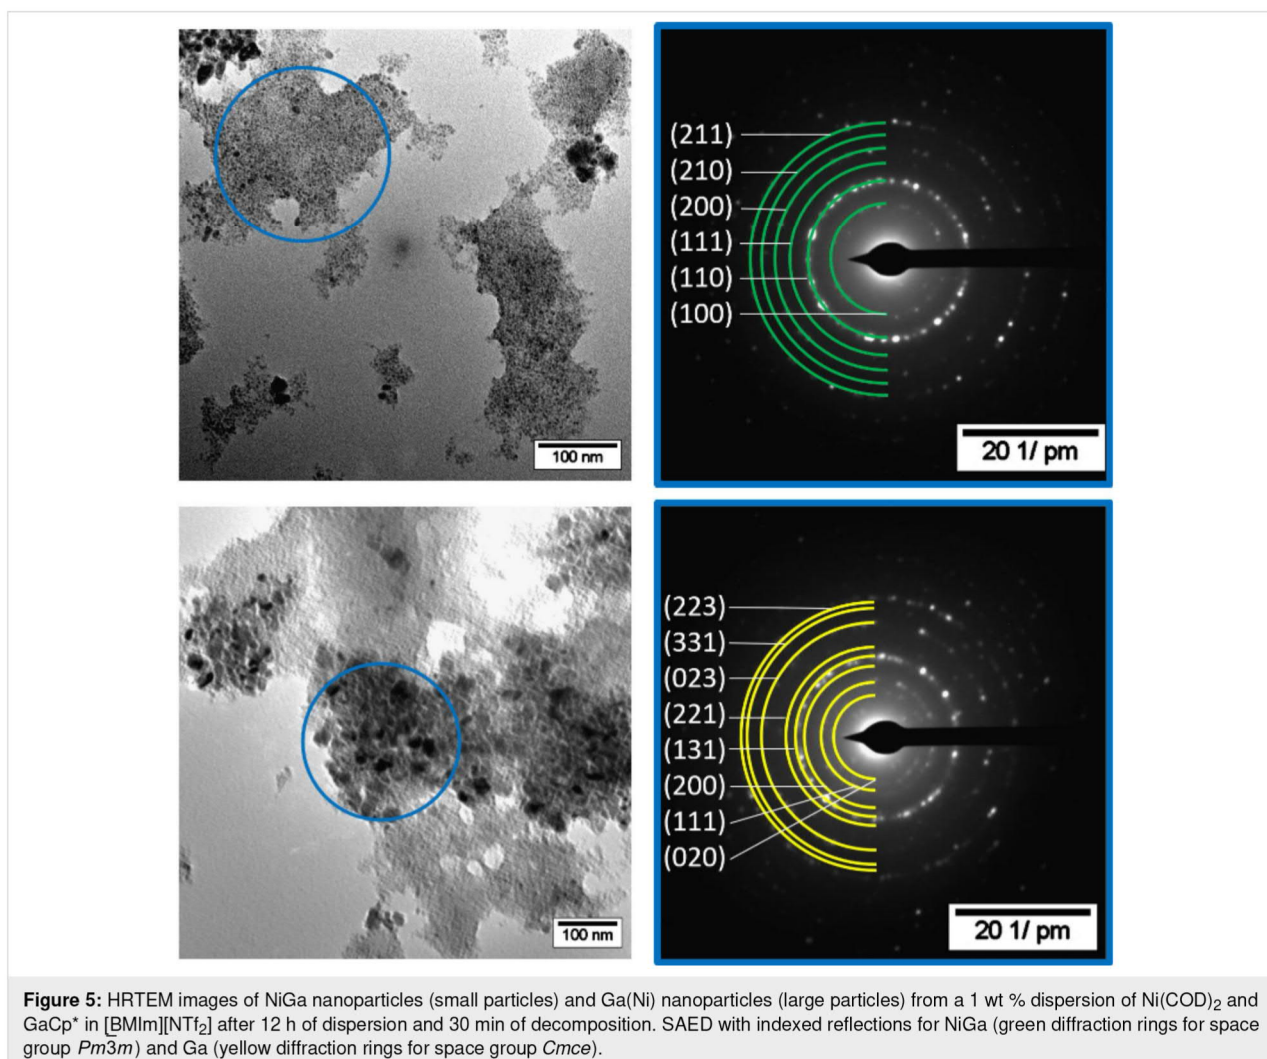 (211)
(210)
(200)
(111)
(110)
(100)
100 nm
20 1/ pm
(223)
(331)
(023)
(221)
(131)
(200)
(111)
(020)
100 nm
20 1/ pm
Figure 5: HRTEM images of NiGa nanoparticles (small particles) and Ga(Ni) nanoparticles (large particles) from a 1 wt % dispersion of Ni(COD)₂ and
GaCp* in [BMIm][NTf₂] after 12 h of dispersion and 30 min of decomposition. SAED with indexed reflections for NiGa (green diffraction rings for space
group Pm3̅m) and Ga (yellow diffraction rings for space group Cmce).